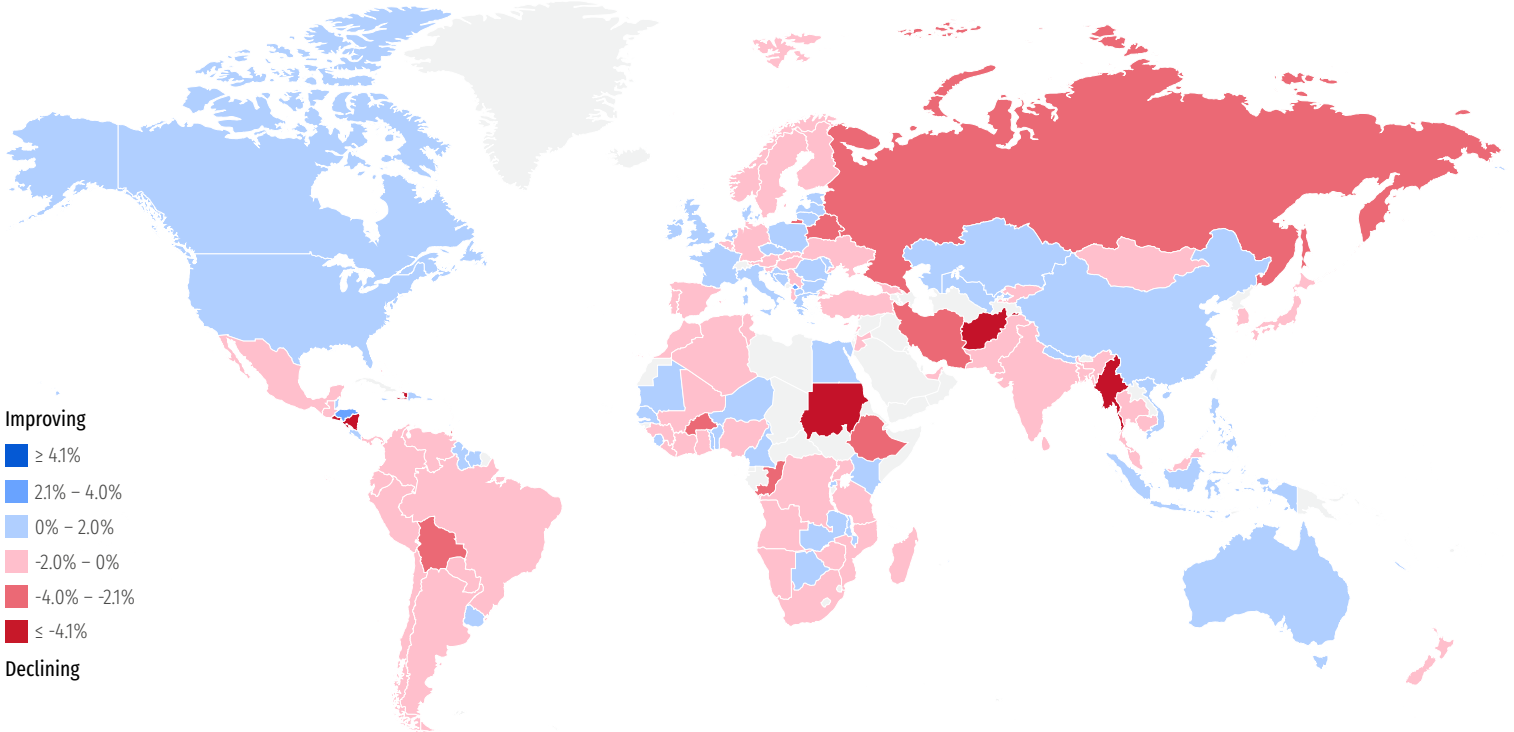 Improving
≥ 4.1%
2.1% – 4.0%
0% – 2.0%
-2.0% – 0%
-4.0% – -2.1%
≤ -4.1%
Declining